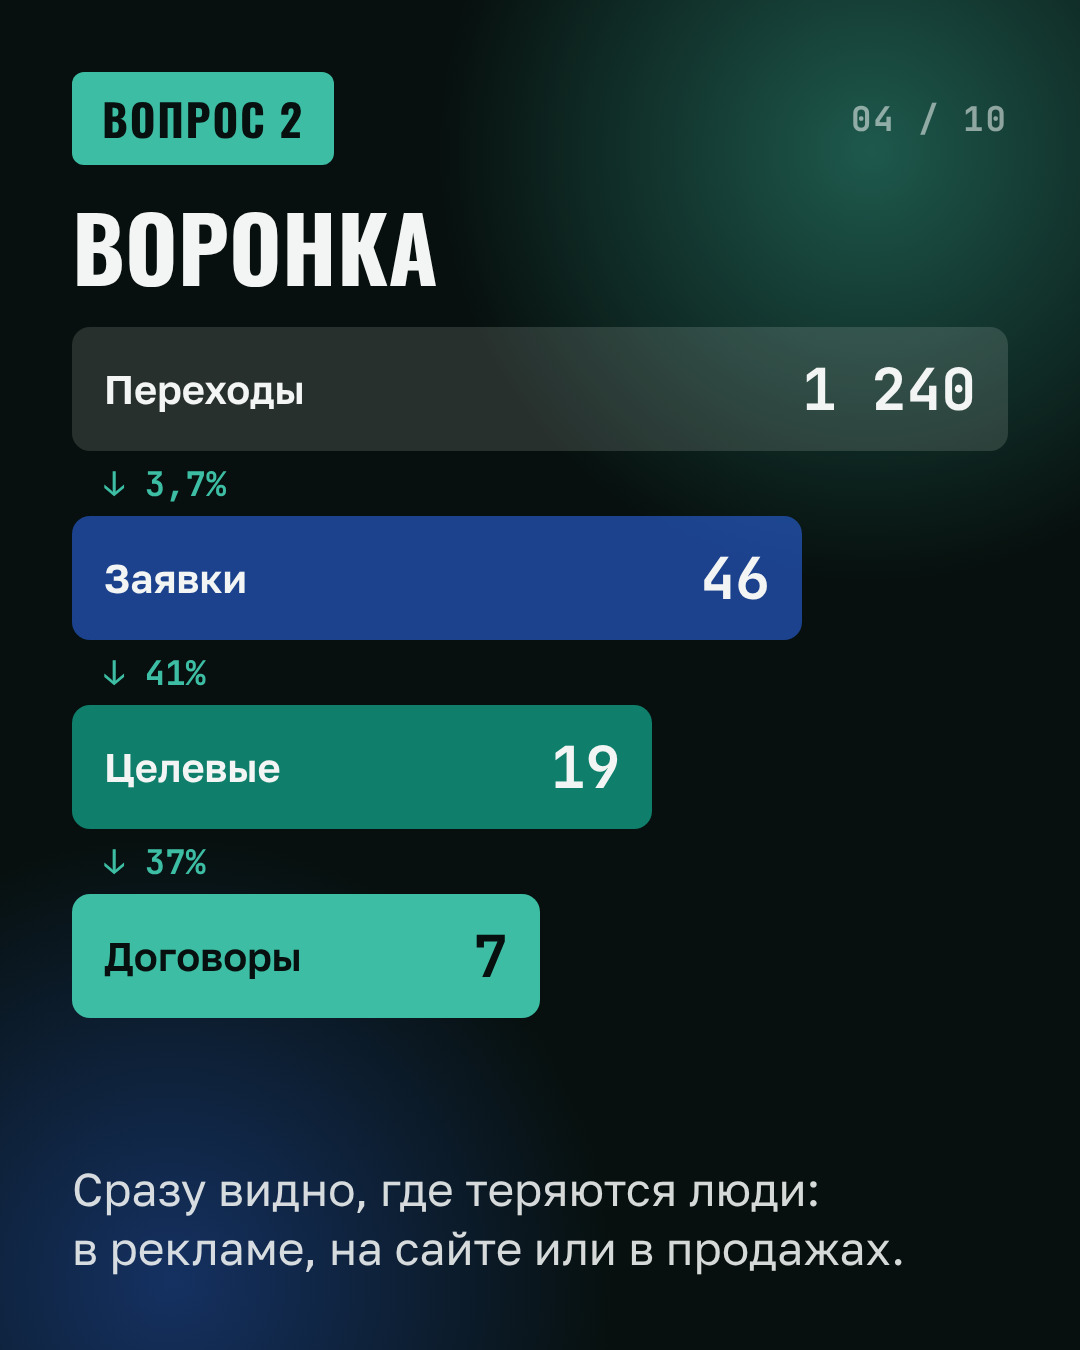 ВОПРОС 2
04 / 10
ВОРОНКА
Переходы 1 240
↓ 3,7%
Заявки 46
↓ 41%
Целевые 19
↓ 37%
Договоры 7
Сразу видно, где теряются люди:
в рекламе, на сайте или в продажах.